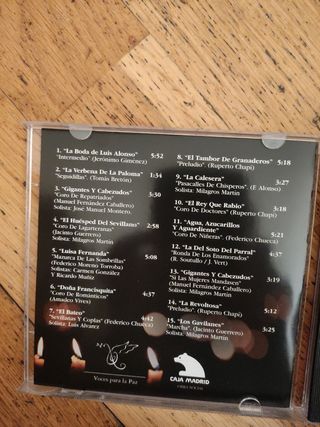 1. "La Boda de Luis Alonso" 5:52
"Intermedio" (Jerónimo Giménez)
2. "La Verbena De La Paloma" 1:34
"Seguidillas". (Tomás Bretón)
3. "Gigantes Y Cabezudos" 3:30
"Coro De Repatriados"
(Manuel Fernández Caballero)
Solista: José Manuel Montero.
4. "El Huésped Del Sevillano" 6:38
"Coro De Lagarteranas"
(Jacinto Guerrero)
Solista: Milagros Martín
5. "Luisa Fernanda" 5:08
"Mazurca De Las Sombrillas"
(Federico Moreno Torroba)
Solistas: Carmen González
Y Ricardo Muñiz
6. "Doña Francisquita" 4:37
"Coro De Románticos"
(Amadeo Vives)
7. "El Bateo" 4:42
"Sevillanas Y Coplas" (Federico Chueca)
Solista: Luis Álvarez
Voces para la Paz
8. "El Tambor De Granaderos" 5:18
"Preludio". (Ruperto Chapí)
9. "La Calesera" 3:27
"Pasacalles De Chisperos". (F. Alonso)
Solista: Milagros Martín
10. "El Rey Que Rabió" 5:18
"Coro De Doctores" (Ruperto Chapí)
11. "Agua, Azucarillos
Y Aguardiente" 3:51
"Coro De Niñeras". (Federico Chueca)
12. "La Del Soto Del Parral" 4:37
"Ronda De Los Enamorados"
(R. Soutullo / J. Vert)
13. "Gigantes Y Cabezudos" 3:19
"Si Las Mujeres Mandasen"
(Manuel Fernández Caballero)
Solista: Milagros Martín
14. "La Revoltosa"
"Preludio". (Ruperto Chapí)
15. "Los Gavilanes" 3:25
"Marcha". (Jacinto Guerrero)
Solista: Milagros Martín
CAJA MADRID
OBRA SOCIAL